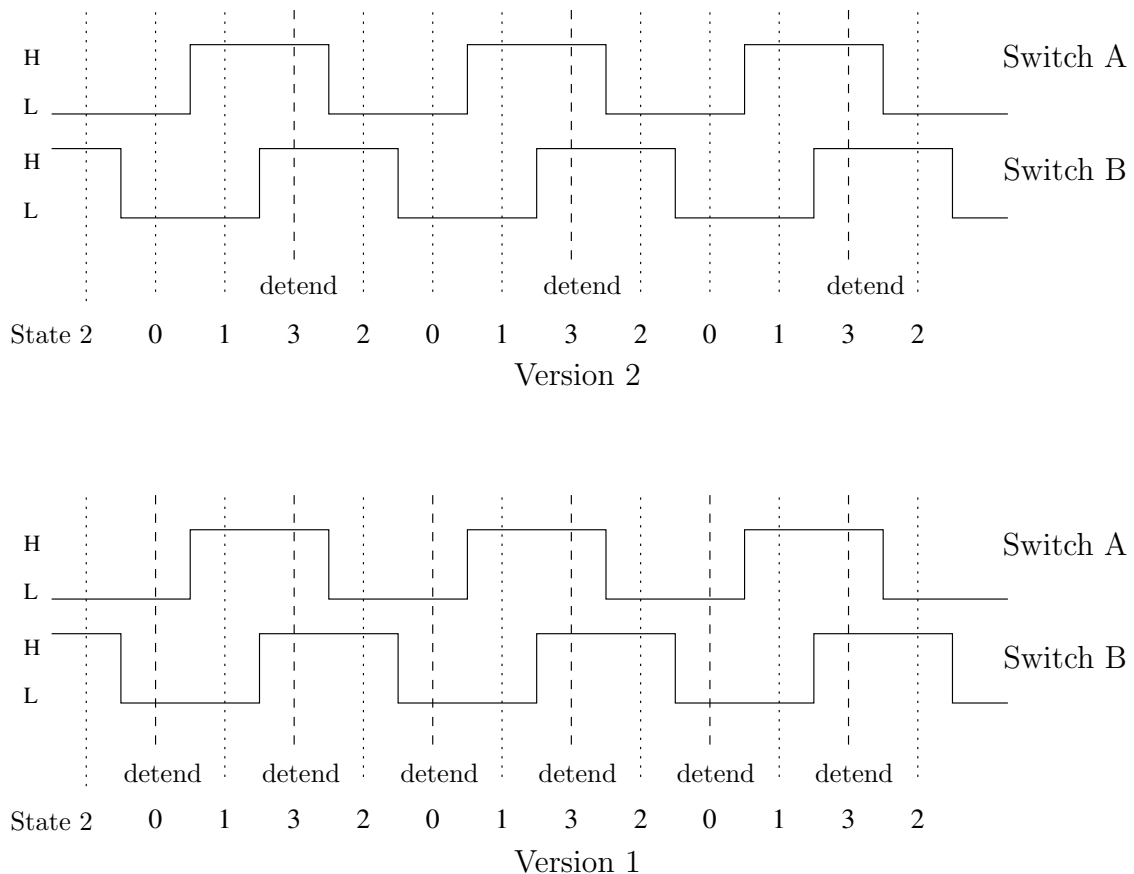 H
Switch A
L
H
Switch B
L
detend detend detend
State 2 0 1 3 2 0 1 3 2 0 1 3 2
Version 2
H
Switch A
L
H
Switch B
L
detend detend detend detend detend detend
State 2 0 1 3 2 0 1 3 2 0 1 3 2
Version 1